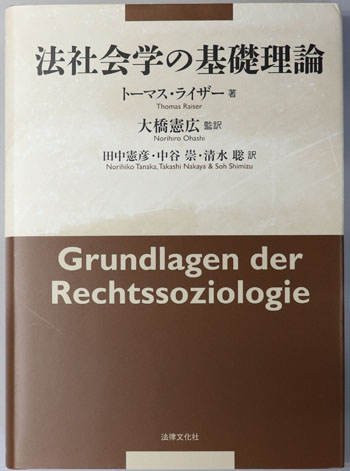 法社会学の基礎理論
トーマス・ライザー 著
Thomas Raiser
大橋憲広 監訳
Norihiro Ohashi
田中憲彦・中谷 崇・清水 聡 訳
Norihiko Tanaka, Takashi Nakaya & Soh Shimizu
Grundlagen der
Rechtssoziologie
法律文化社